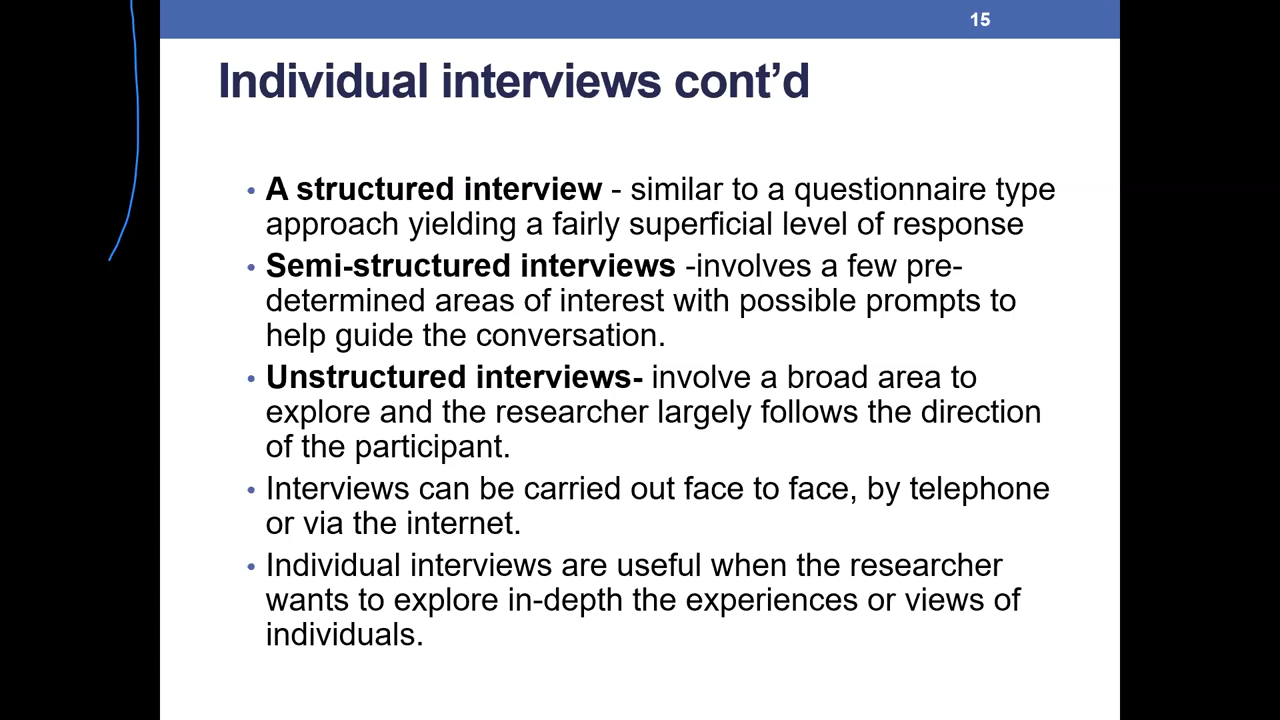 15
Individual interviews cont’d
• A structured interview - similar to a questionnaire type
approach yielding a fairly superficial level of response
• Semi-structured interviews -involves a few pre-
determined areas of interest with possible prompts to
help guide the conversation.
• Unstructured interviews- involve a broad area to
explore and the researcher largely follows the direction
of the participant.
• Interviews can be carried out face to face, by telephone
or via the internet.
• Individual interviews are useful when the researcher
wants to explore in-depth the experiences or views of
individuals.